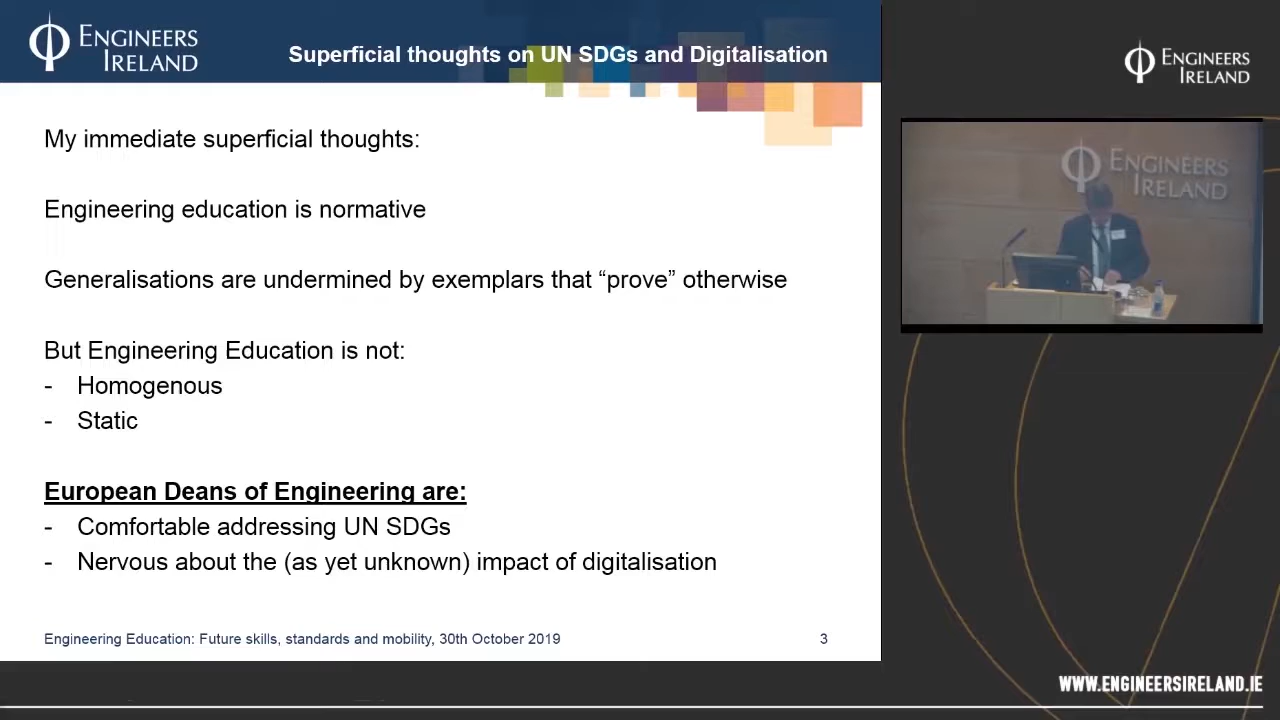 ENGINEERS
IRELAND
Superficial thoughts on UN SDGs and Digitalisation
My immediate superficial thoughts:
Engineering education is normative
Generalisations are undermined by exemplars that “prove” otherwise
But Engineering Education is not:
- Homogenous
- Static
European Deans of Engineering are:
- Comfortable addressing UN SDGs
- Nervous about the (as yet unknown) impact of digitalisation
Engineering Education: Future skills, standards and mobility, 30th October 2019
3
ENGINEERS
IRELAND
ENGINEERS
IRELAND
WWW.ENGINEERSIRELAND.IE